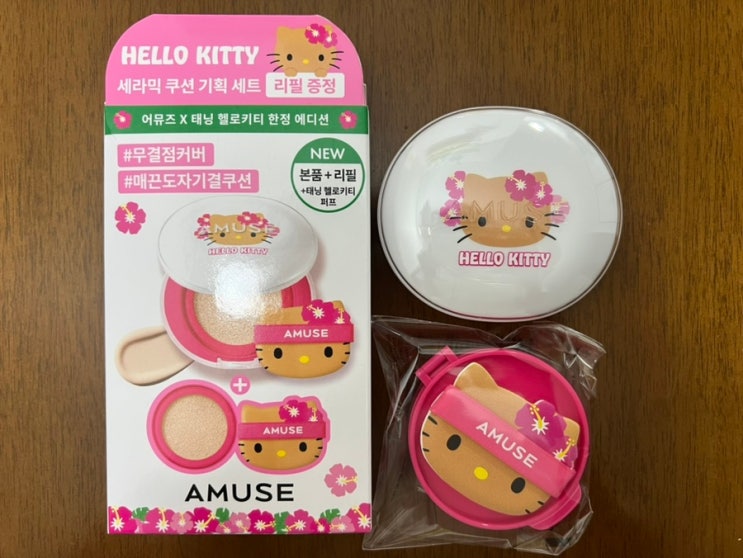 HELLO KITTY
세라믹 쿠션 기획 세트 리필 증정
어뮤즈 X 태닝 헬로키티 한정 에디션
#무결점커버
#매끈도자기결쿠션
NEW
본품+리필
+태닝 헬로키티
퍼프
AMUSE
HELLO KITTY
AMUSE
+
AMUSE
AMUSE
AMUSE
HELLO KITTY
AMUSE